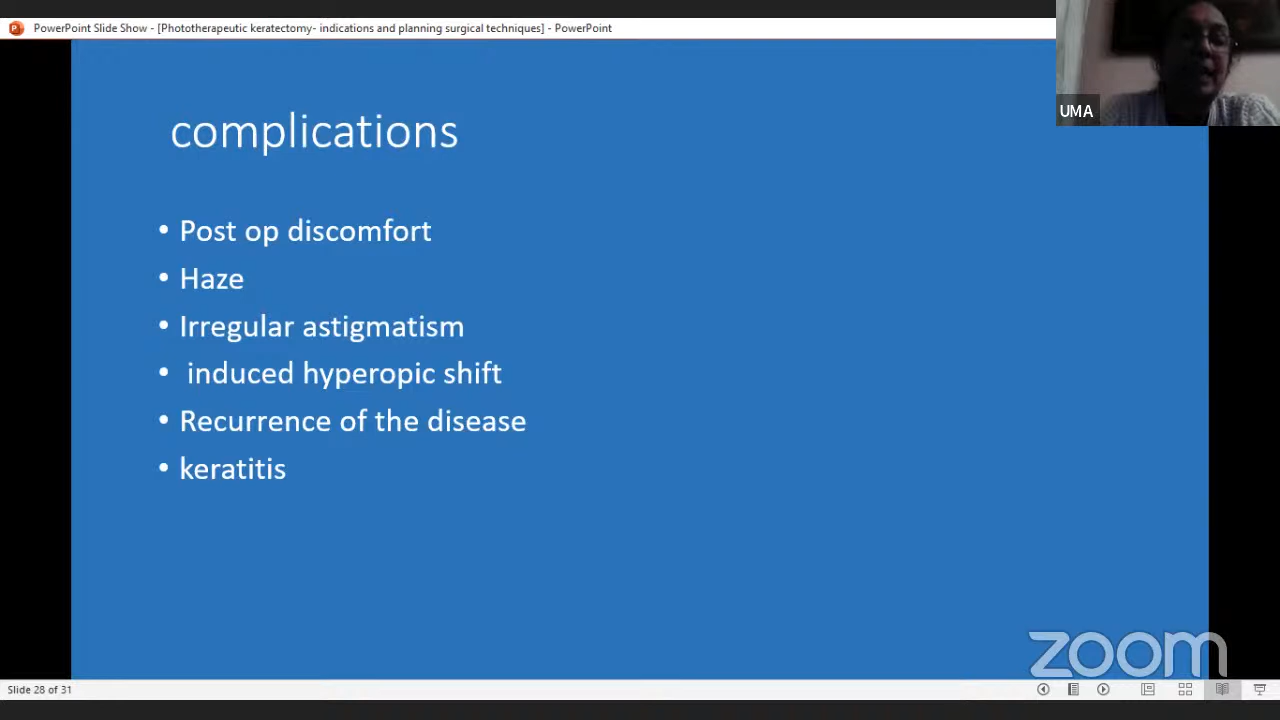 PowerPoint Slide Show - [Phototherapeutic keratectomy- indications and planning surgical techniques] - PowerPoint
UMA
complications
• Post op discomfort
• Haze
• Irregular astigmatism
• induced hyperopic shift
• Recurrence of the disease
• keratitis
zoom
Slide 28 of 31